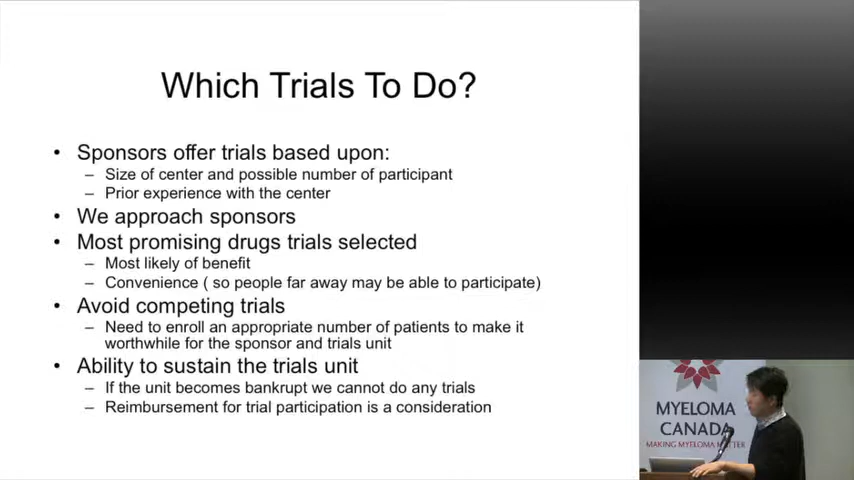 Which Trials To Do?
• Sponsors offer trials based upon:
– Size of center and possible number of participant
– Prior experience with the center
• We approach sponsors
• Most promising drugs trials selected
– Most likely of benefit
– Convenience ( so people far away may be able to participate)
• Avoid competing trials
– Need to enroll an appropriate number of patients to make it
worthwhile for the sponsor and trials unit
• Ability to sustain the trials unit
– If the unit becomes bankrupt we cannot do any trials
– Reimbursement for trial participation is a consideration
MYELOMA
CANADA
MAKING MYELOMA MATTER